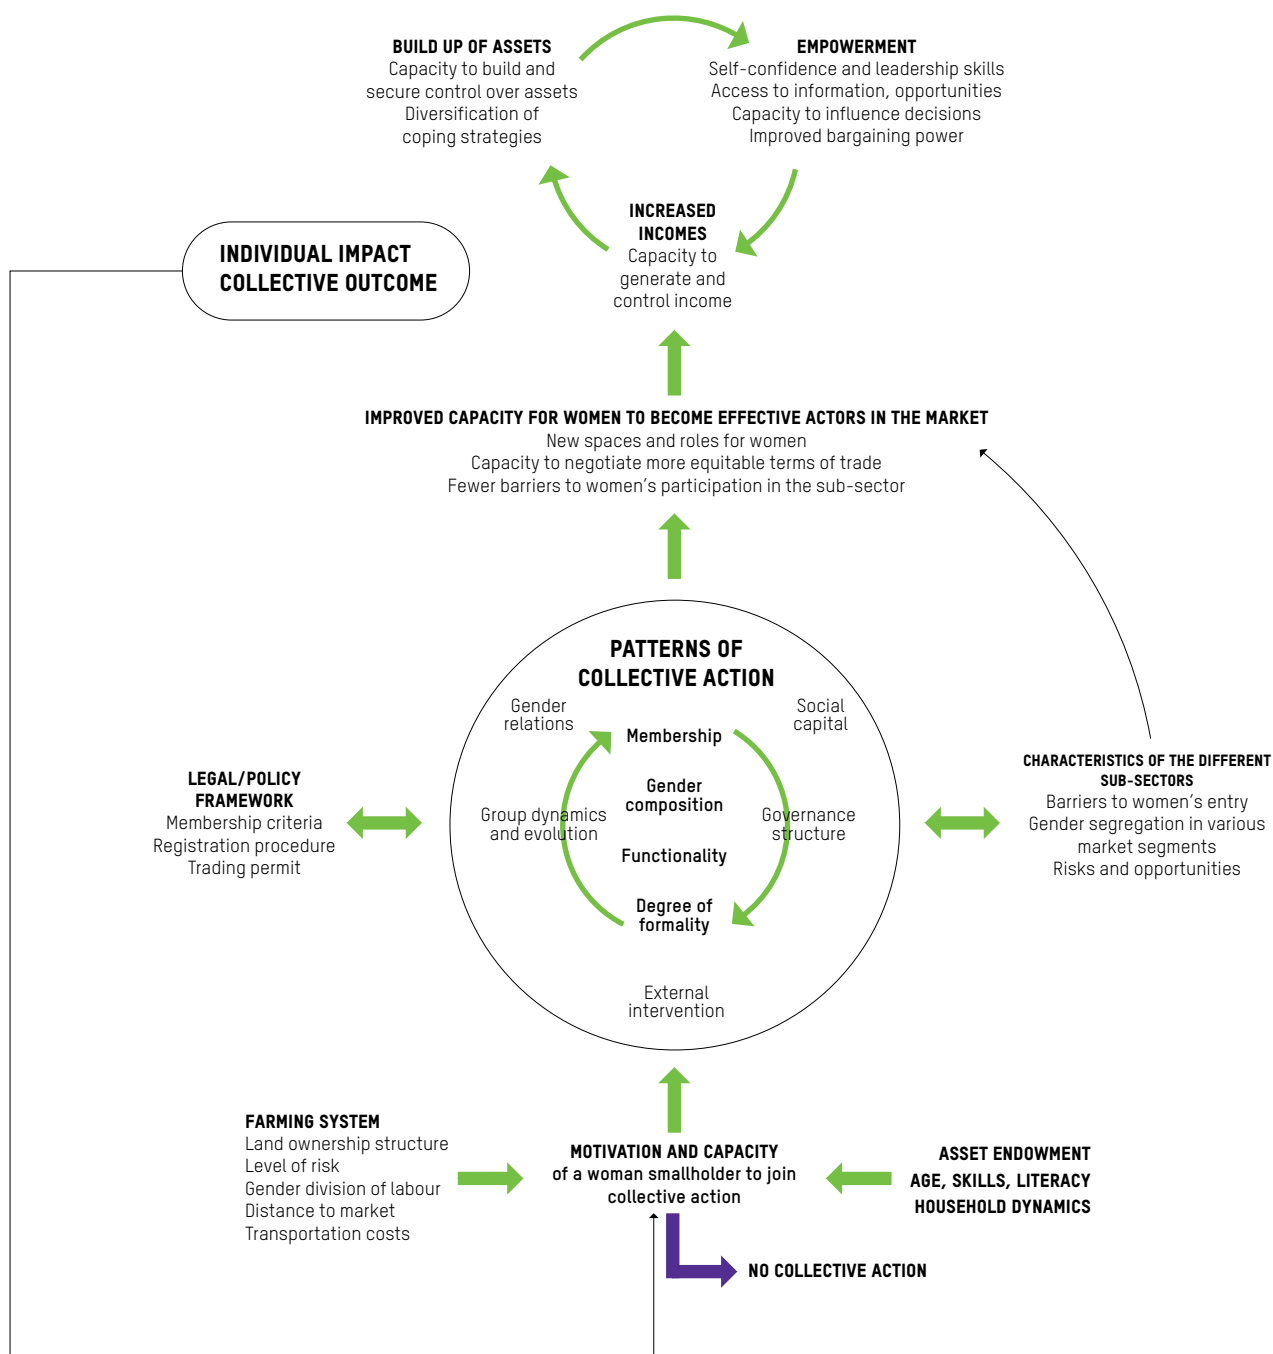 BUILD UP OF ASSETS
Capacity to build and
secure control over assets
Diversification of
coping strategies
EMPOWERMENT
Self-confidence and leadership skills
Access to information, opportunities
Capacity to influence decisions
Improved bargaining power
INCREASED
INCOMES
Capacity to
generate and
control income
INDIVIDUAL IMPACT
COLLECTIVE OUTCOME
IMPROVED CAPACITY FOR WOMEN TO BECOME EFFECTIVE ACTORS IN THE MARKET
New spaces and roles for women
Capacity to negotiate more equitable terms of trade
Fewer barriers to women’s participation in the sub-sector
PATTERNS OF
COLLECTIVE ACTION
Gender
relations
Social
capital
Membership
Gender
composition
Functionality
Degree of
formality
Group dynamics
and evolution
Governance
structure
External
intervention
LEGAL/POLICY
FRAMEWORK
Membership criteria
Registration procedure
Trading permit
CHARACTERISTICS OF THE DIFFERENT
SUB-SECTORS
Barriers to women’s entry
Gender segregation in various
market segments
Risks and opportunities
FARMING SYSTEM
Land ownership structure
Level of risk
Gender division of labour
Distance to market
Transportation costs
MOTIVATION AND CAPACITY
of a woman smallholder to join
collective action
ASSET ENDOWMENT
AGE, SKILLS, LITERACY
HOUSEHOLD DYNAMICS
NO COLLECTIVE ACTION